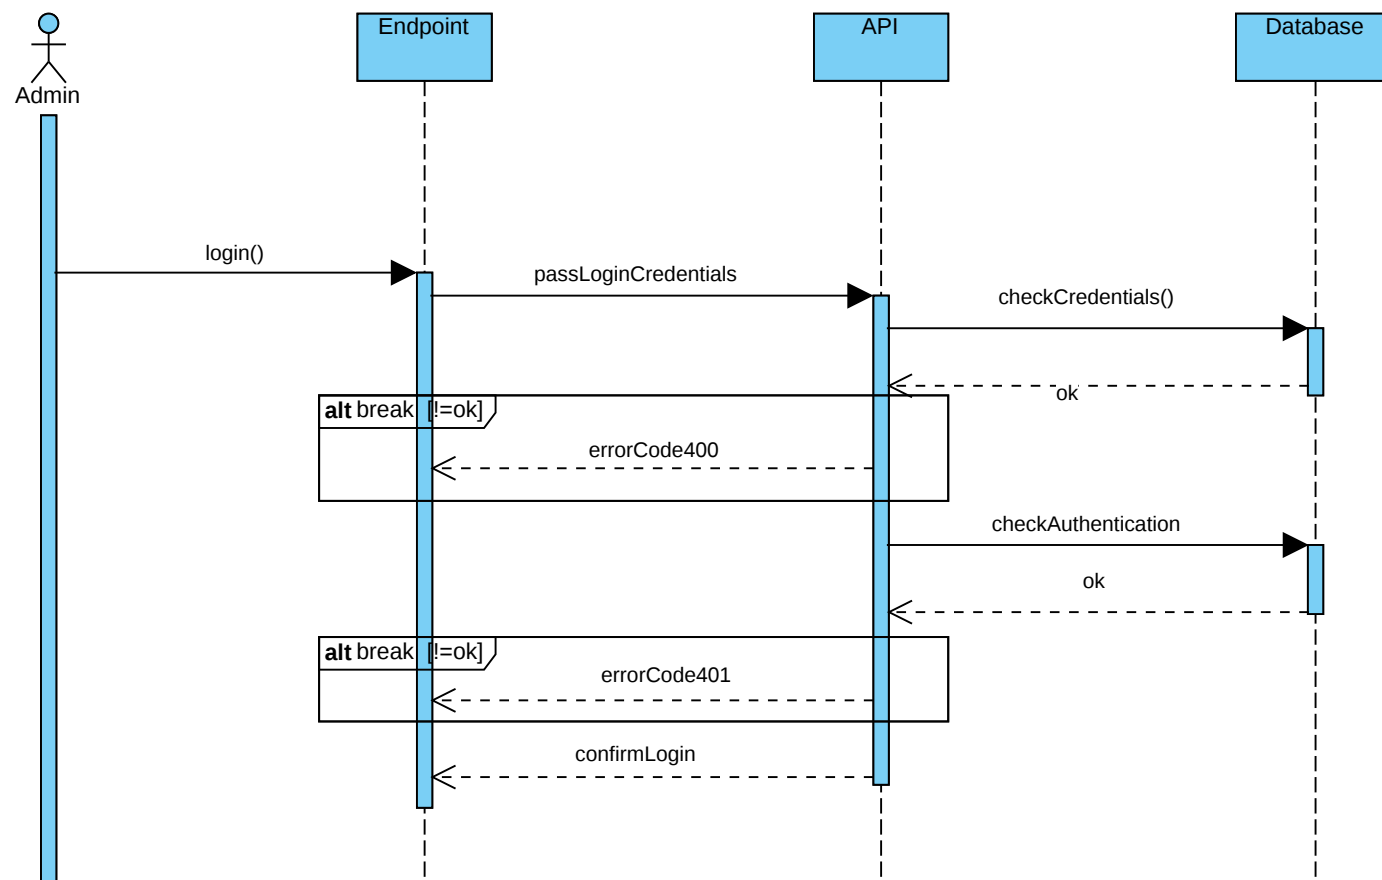 Endpoint
API
Database
Admin
login()
passLoginCredentials
checkCredentials()
ok
alt break [!=ok]
errorCode400
checkAuthentication
ok
alt break [!=ok]
errorCode401
confirmLogin